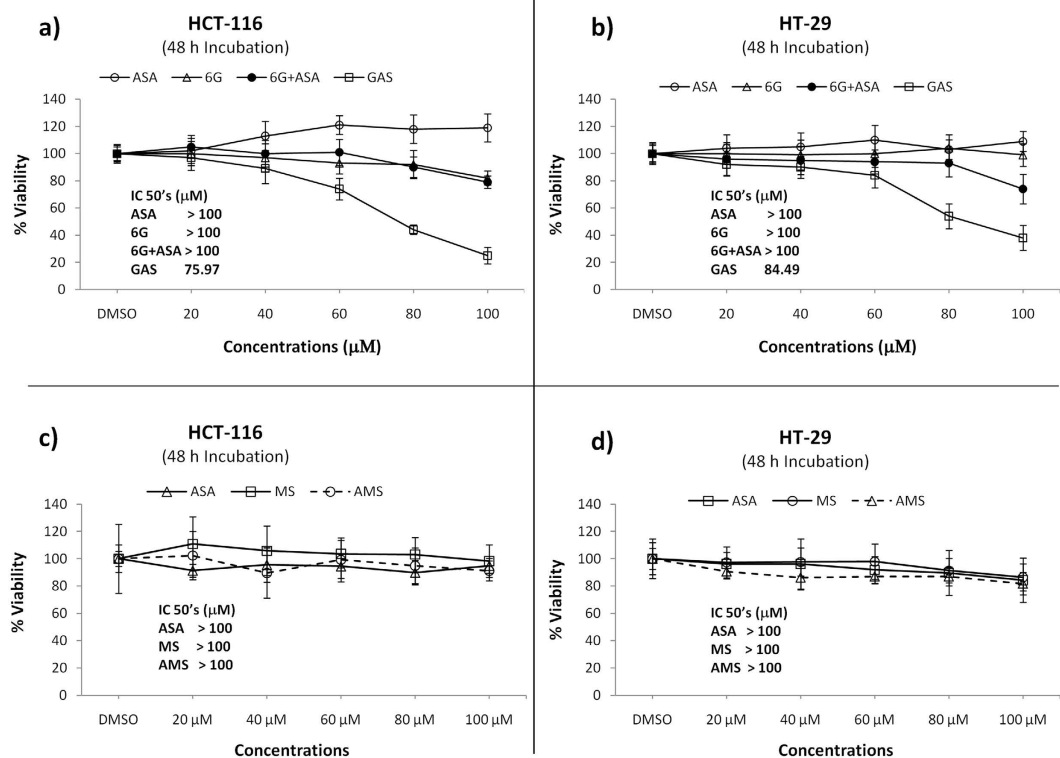 a)
HCT-116
(48 h Incubation)
ASA 6G 6G+ASA GAS
140
120
100
80
60
40
20
0
% Viability
IC 50's (μM)
ASA > 100
6G > 100
6G+ASA > 100
GAS 75.97
DMSO 20 40 60 80 100
Concentrations (μM)
b)
HT-29
(48 h Incubation)
ASA 6G 6G+ASA GAS
140
120
100
80
60
40
20
0
% Viability
IC 50's (μM)
ASA > 100
6G > 100
6G+ASA > 100
GAS 84.49
DMSO 20 40 60 80 100
Concentrations (μM)
c)
HCT-116
(48 h Incubation)
ASA MS AMS
140
120
100
80
60
40
20
0
% Viability
IC 50's (μM)
ASA > 100
MS > 100
AMS > 100
DMSO 20 μM 40 μM 60 μM 80 μM 100 μM
Concentrations
d)
HT-29
(48 h Incubation)
ASA MS AMS
140
120
100
80
60
40
20
0
% Viability
IC 50's (μM)
ASA > 100
MS > 100
AMS > 100
DMSO 20 μM 40 μM 60 μM 80 μM 100 μM
Concentrations